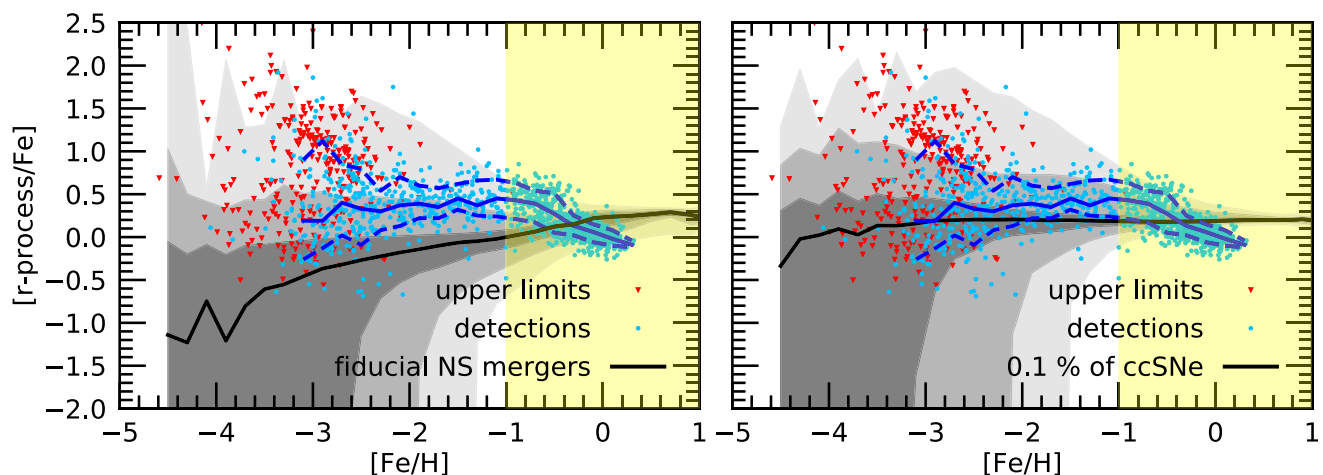 [r-process/Fe]
2.5
2.0
1.5
1.0
0.5
0.0
−0.5
−1.0
−1.5
−2.0
upper limits
detections
fiducial NS mergers
−5 −4 −3 −2 −1 0 1
[Fe/H]
upper limits
detections
0.1 % of ccSNe
−5 −4 −3 −2 −1 0 1
[Fe/H]